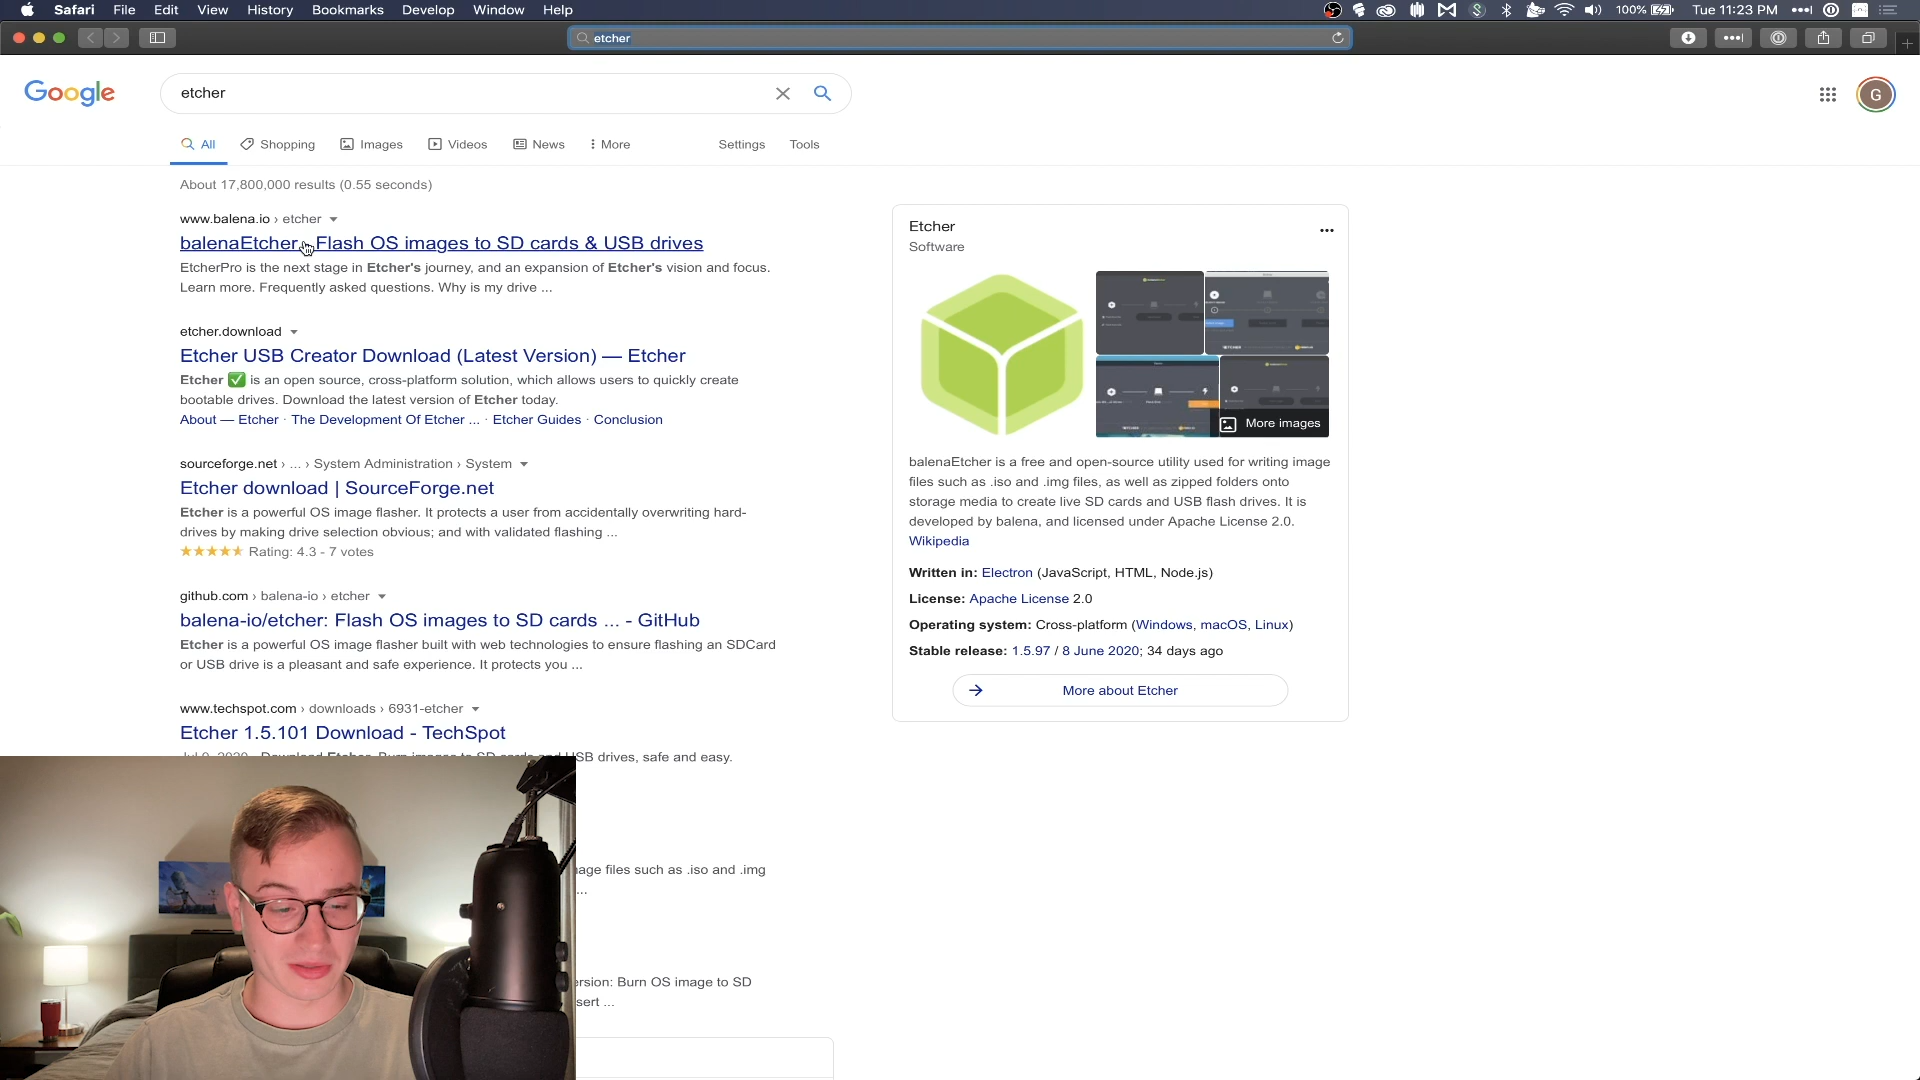 Safari File Edit View History Bookmarks Develop Window Help
100% Tue 11:23 PM
etcher
Google
etcher
G
All Shopping Images Videos News More Settings Tools
About 17,800,000 results (0.55 seconds)
www.balena.io › etcher
balenaEtcher - Flash OS images to SD cards & USB drives
EtcherPro is the next stage in Etcher's journey, and an expansion of Etcher's vision and focus.
Learn more. Frequently asked questions. Why is my drive ...
etcher.download
Etcher USB Creator Download (Latest Version) — Etcher
Etcher ✅ is an open source, cross-platform solution, which allows users to quickly create
bootable drives. Download the latest version of Etcher today.
About — Etcher · The Development Of Etcher ... · Etcher Guides · Conclusion
sourceforge.net › ... › System Administration › System
Etcher download | SourceForge.net
Etcher is a powerful OS image flasher. It protects a user from accidentally overwriting hard-
drives by making drive selection obvious; and with validated flashing ...
Rating: 4.3 - 7 votes
github.com › balena-io › etcher
balena-io/etcher: Flash OS images to SD cards ... - GitHub
Etcher is a powerful OS image flasher built with web technologies to ensure flashing an SDCard
or USB drive is a pleasant and safe experience. It protects you ...
www.techspot.com › downloads › 6931-etcher
Etcher 1.5.101 Download - TechSpot
Jul 9, 2020 - Download Etcher. Burn images to SD cards and USB drives, safe and easy.
age files such as .iso and .img
...
ersion: Burn OS image to SD
sert ...
Etcher
Software
More images
balenaEtcher is a free and open-source utility used for writing image
files such as .iso and .img files, as well as zipped folders onto
storage media to create live SD cards and USB flash drives. It is
developed by balena, and licensed under Apache License 2.0.
Wikipedia
Written in: Electron (JavaScript, HTML, Node.js)
License: Apache License 2.0
Operating system: Cross-platform (Windows, macOS, Linux)
Stable release: 1.5.97 / 8 June 2020; 34 days ago
More about Etcher